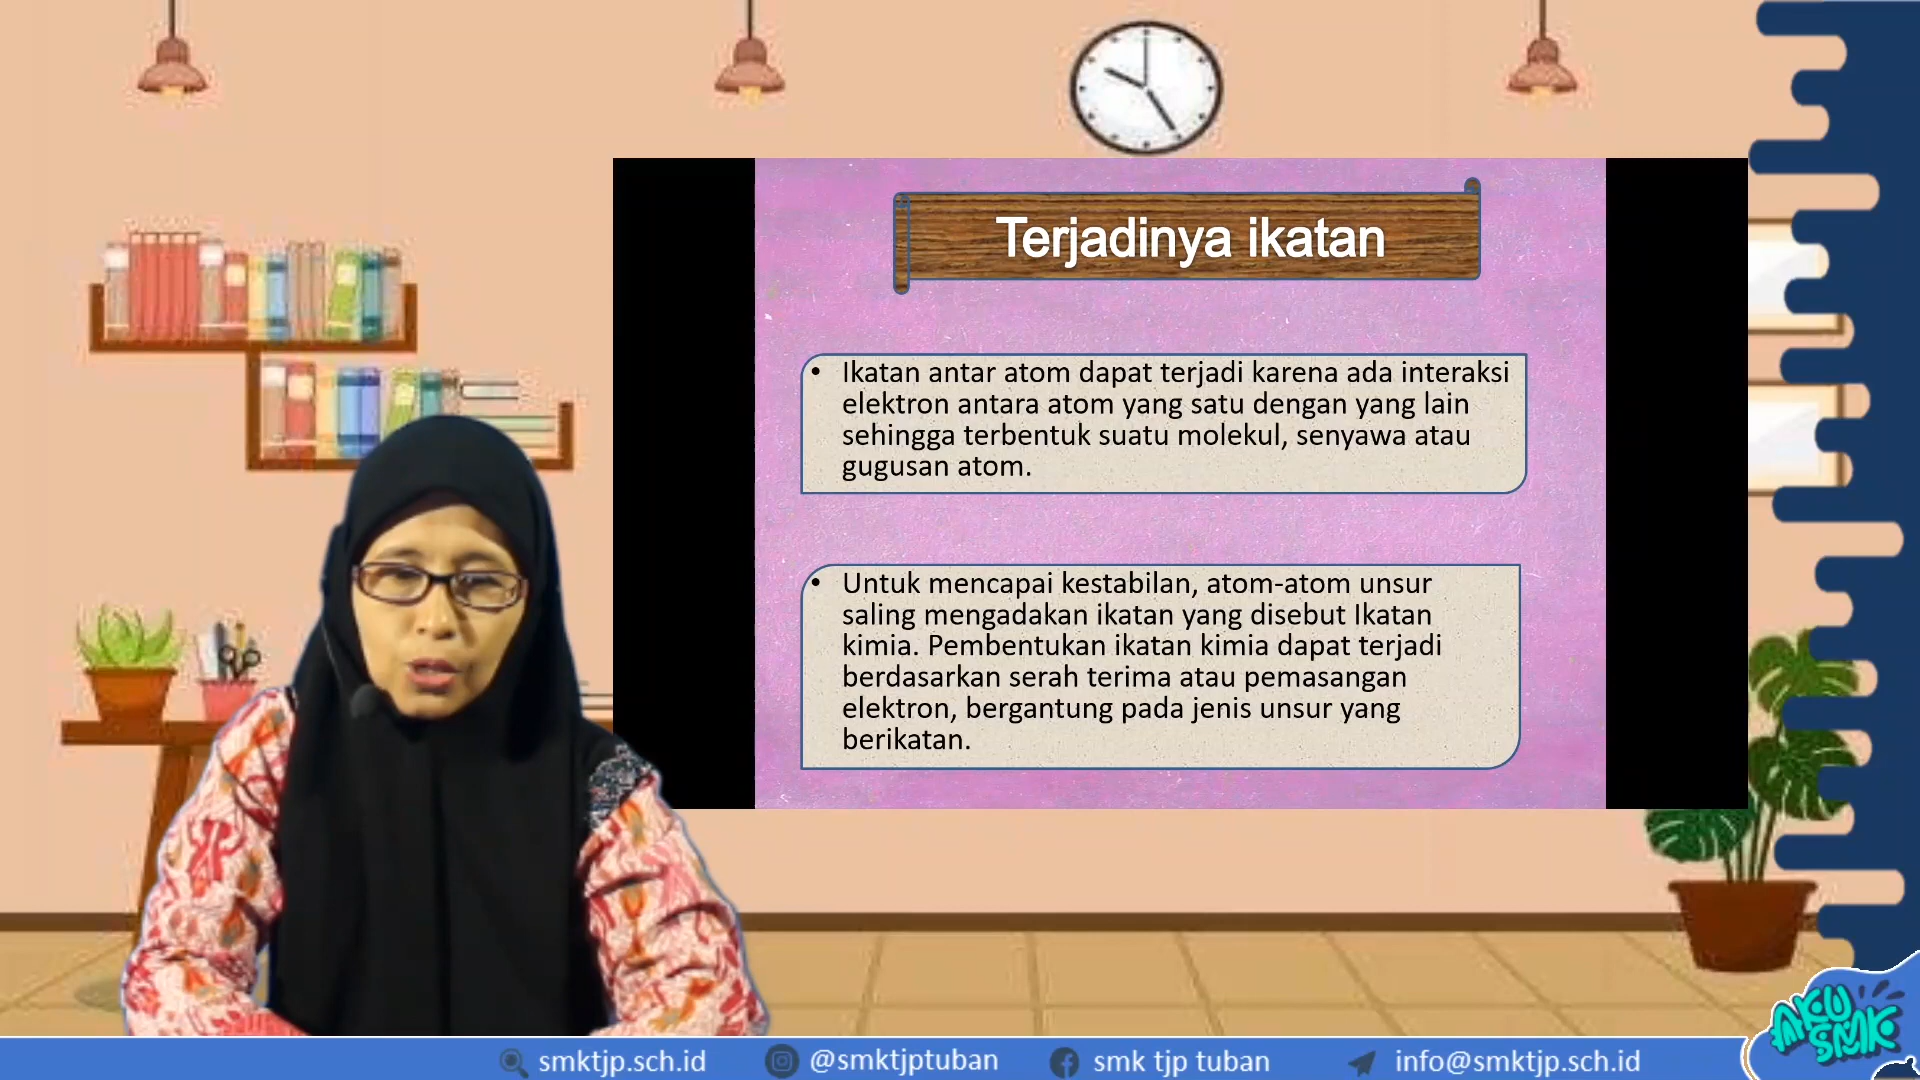 Terjadinya ikatan
• Ikatan antar atom dapat terjadi karena ada interaksi
elektron antara atom yang satu dengan yang lain
sehingga terbentuk suatu molekul, senyawa atau
gugusan atom.
• Untuk mencapai kestabilan, atom-atom unsur
saling mengadakan ikatan yang disebut Ikatan
kimia. Pembentukan ikatan kimia dapat terjadi
berdasarkan serah terima atau pemasangan
elektron, bergantung pada jenis unsur yang
berikatan.
AKU
SMK
smktjp.sch.id @smktjptuban smk tjp tuban info@smktjp.sch.id